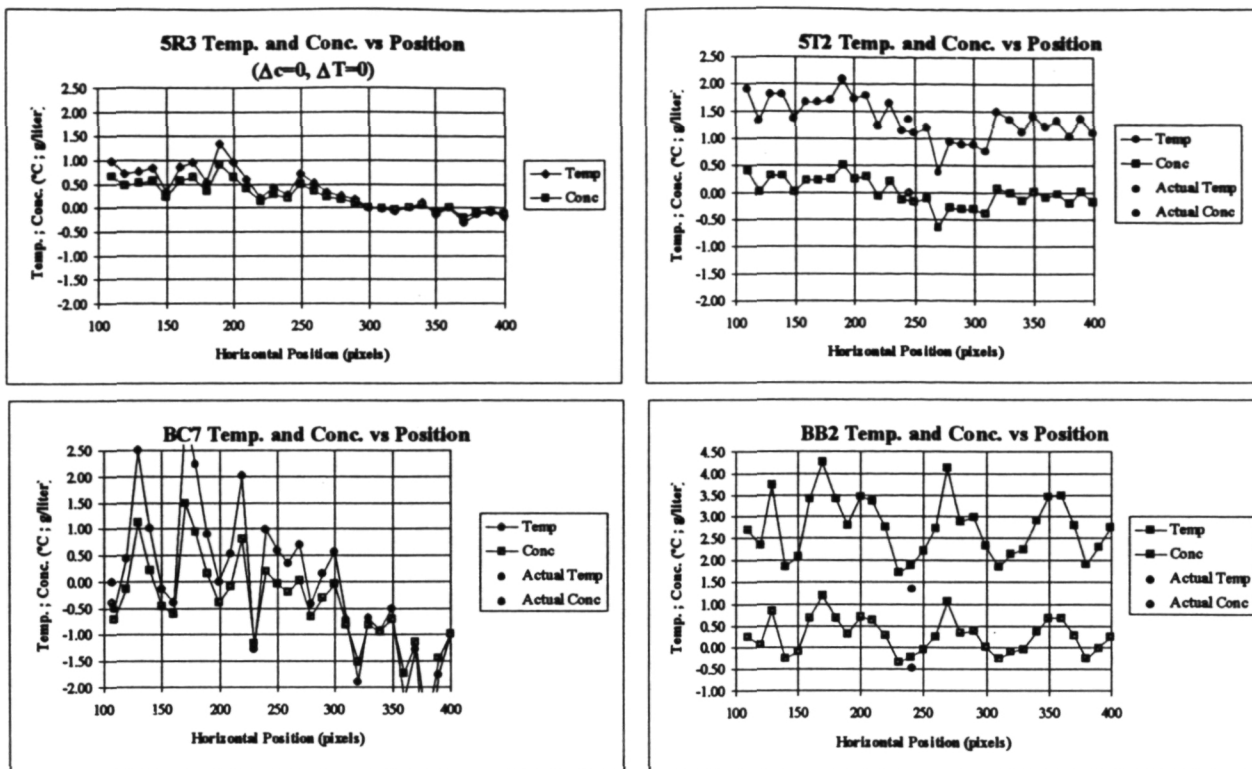 5R3 Temp. and Conc. vs Position
(Δc=0, ΔT=0)
Temp. ; Conc. (°C ; g/liter)
2.50
2.00
1.50
1.00
0.50
0.00
-0.50
-1.00
-1.50
-2.00
100 150 200 250 300 350 400
Horizontal Position (pixels)
Temp
Conc
5T2 Temp. and Conc. vs Position
Temp. ; Conc. (°C ; g/liter)
2.50
2.00
1.50
1.00
0.50
0.00
-0.50
-1.00
-1.50
-2.00
100 150 200 250 300 350 400
Horizontal Position (pixels)
Temp
Conc
Actual Temp
Actual Conc
BC7 Temp. and Conc. vs Position
Temp. ; Conc. (°C ; g/liter)
2.50
2.00
1.50
1.00
0.50
0.00
-0.50
-1.00
-1.50
-2.00
100 150 200 250 300 350 400
Horizontal Position (pixels)
Temp
Conc
Actual Temp
Actual Conc
BB2 Temp. and Conc. vs Position
Temp. ; Conc. (°C ; g/liter)
4.50
4.00
3.50
3.00
2.50
2.00
1.50
1.00
0.50
0.00
-0.50
-1.00
100 150 200 250 300 350 400
Horizontal Position (pixels)
Temp
Conc
Actual Temp
Actual Conc